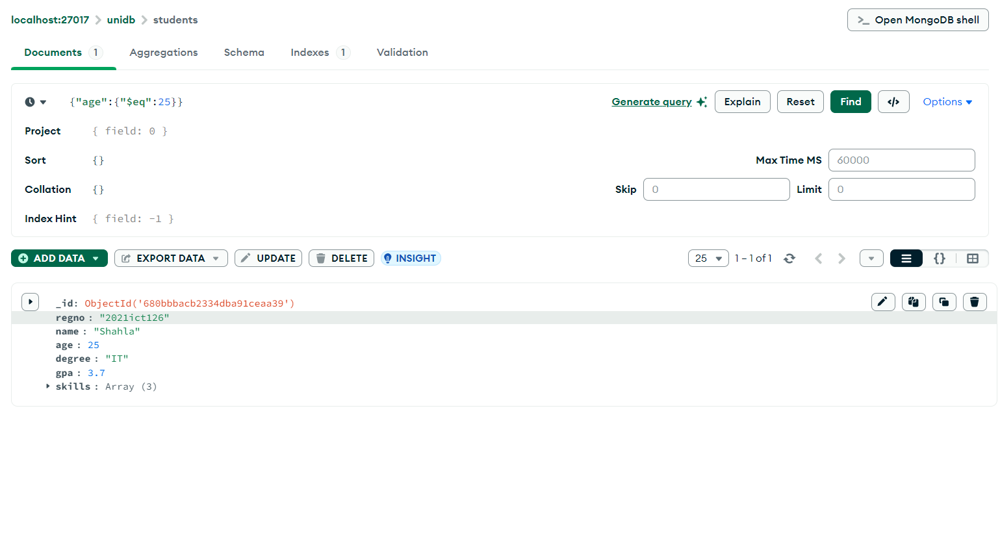 localhost:27017 > unidb > students
>_ Open MongoDB shell
Documents 1 Aggregations Schema Indexes 1 Validation
{"age":{"$eq":25}}
Generate query Explain Reset Find </> Options
Project { field: 0 }
Sort {} Max Time MS 60000
Collation {} Skip 0 Limit 0
Index Hint { field: -1 }
ADD DATA EXPORT DATA UPDATE DELETE INSIGHT 25 1 – 1 of 1 {}
_id: ObjectId('680bbbacb2334dba91ceaa39')
regno : "2021ict126"
name : "Shahla"
age : 25
degree : "IT"
gpa : 3.7
skills : Array (3)